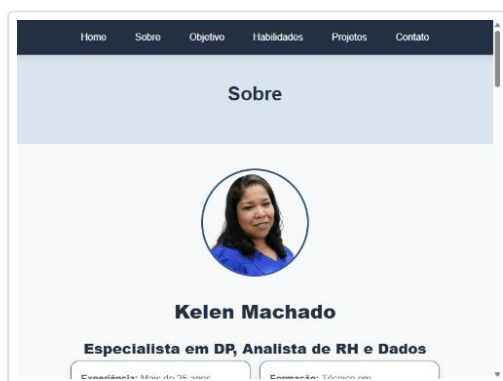 Home Sobre Objetivo Habilidades Projetos Contato
Sobre
Kelen Machado
Especialista em DP, Analista de RH e Dados
Experiência: Mais de 25 anos
Formação: Técnico em